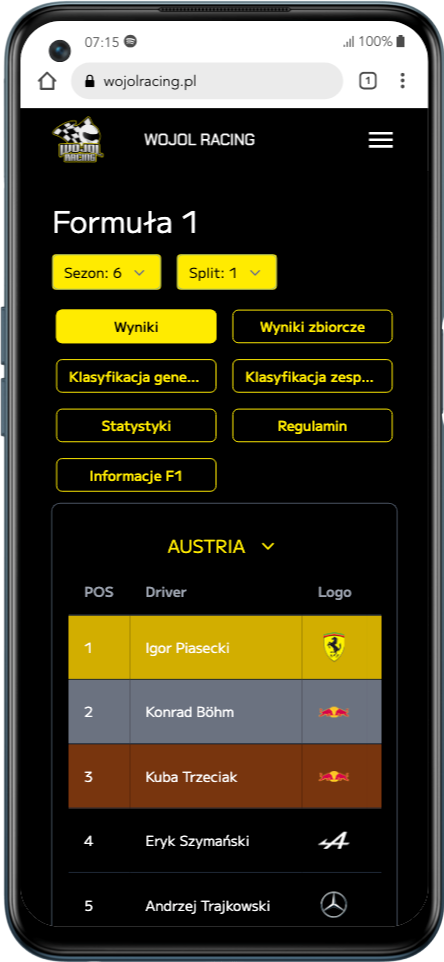 07:15
100%
wojolracing.pl
1
WOJOL
RACING
WOJOL RACING
Formuła 1
Sezon: 6
Split: 1
Wyniki
Wyniki zbiorcze
Klasyfikacja gene...
Klasyfikacja zesp...
Statystyki
Regulamin
Informacje F1
AUSTRIA
POS Driver Logo
1 Igor Piasecki
2 Konrad Böhm
3 Kuba Trzeciak
4 Eryk Szymański
5 Andrzej Trajkowski